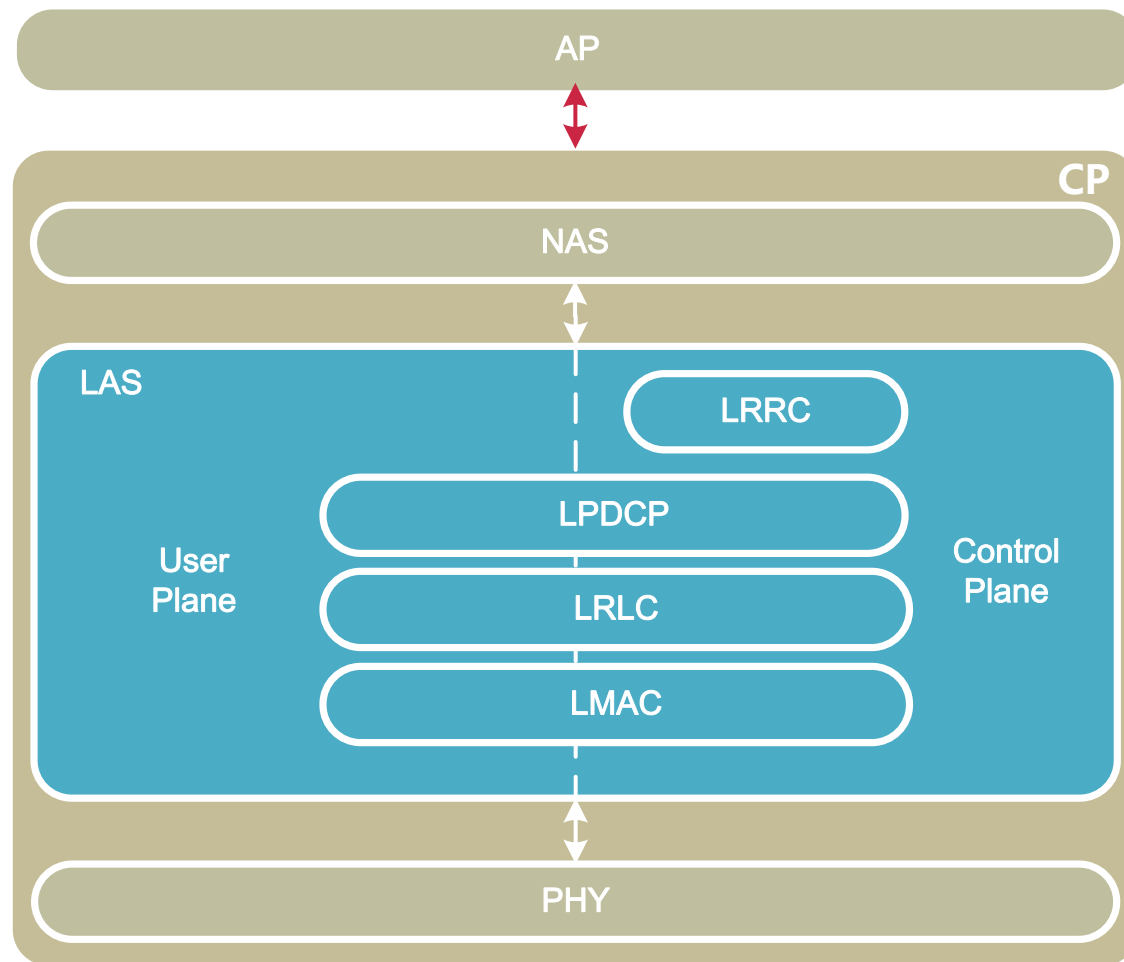 AP
CP
NAS
LAS
LRRC
LPDCP
User
Plane
Control
Plane
LRLC
LMAC
PHY